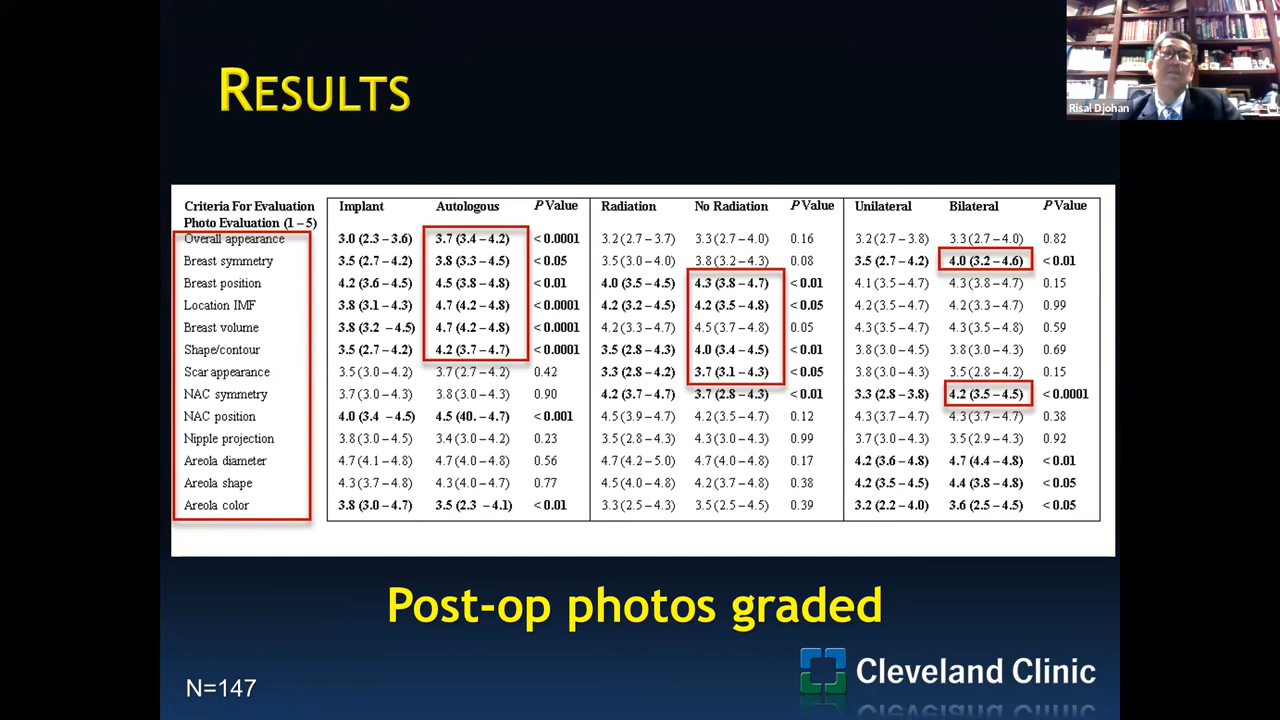 RESULTS
Risal Djohan
Criteria For Evaluation
Photo Evaluation (1 – 5) Implant Autologous P Value Radiation No Radiation P Value Unilateral Bilateral P Value
Overall appearance 3.0 (2.3 – 3.6) 3.7 (3.4 – 4.2) < 0.0001 3.2 (2.7 – 3.7) 3.3 (2.7 – 4.0) 0.16 3.2 (2.7 – 3.8) 3.3 (2.7 – 4.0) 0.82
Breast symmetry 3.5 (2.7 – 4.2) 3.8 (3.3 – 4.5) < 0.05 3.5 (3.0 – 4.0) 3.8 (3.2 – 4.3) 0.08 3.5 (2.7 – 4.2) 4.0 (3.2 – 4.6) < 0.01
Breast position 4.2 (3.6 – 4.5) 4.5 (3.8 – 4.8) < 0.01 4.0 (3.5 – 4.5) 4.3 (3.8 – 4.7) < 0.01 4.1 (3.5 – 4.7) 4.3 (3.8 – 4.7) 0.15
Location IMF 3.8 (3.1 – 4.3) 4.7 (4.2 – 4.8) < 0.0001 4.2 (3.2 – 4.5) 4.2 (3.5 – 4.8) < 0.05 4.2 (3.5 – 4.7) 4.2 (3.3 – 4.7) 0.99
Breast volume 3.8 (3.2 – 4.5) 4.7 (4.2 – 4.8) < 0.0001 4.2 (3.3 – 4.7) 4.5 (3.7 – 4.8) 0.05 4.3 (3.5 – 4.7) 4.3 (3.5 – 4.8) 0.59
Shape/contour 3.5 (2.7 – 4.2) 4.2 (3.7 – 4.7) < 0.0001 3.5 (2.8 – 4.3) 4.0 (3.4 – 4.5) < 0.01 3.8 (3.0 – 4.5) 3.8 (3.0 – 4.3) 0.69
Scar appearance 3.5 (3.0 – 4.2) 3.7 (2.7 – 4.2) 0.42 3.3 (2.8 – 4.2) 3.7 (3.1 – 4.3) < 0.05 3.8 (3.0 – 4.3) 3.5 (2.8 – 4.2) 0.15
NAC symmetry 3.7 (3.0 – 4.3) 3.8 (3.0 – 4.3) 0.90 4.2 (3.7 – 4.7) 3.7 (2.8 – 4.3) < 0.01 3.3 (2.8 – 3.8) 4.2 (3.5 – 4.5) < 0.0001
NAC position 4.0 (3.4 – 4.5) 4.5 (40. – 4.7) < 0.001 4.5 (3.9 – 4.7) 4.2 (3.5 – 4.7) 0.12 4.3 (3.7 – 4.7) 4.3 (3.7 – 4.7) 0.38
Nipple projection 3.8 (3.0 – 4.5) 3.4 (3.0 – 4.2) 0.23 3.5 (2.8 – 4.3) 4.3 (3.0 – 4.3) 0.99 3.7 (3.0 – 4.3) 3.5 (2.9 – 4.3) 0.92
Areola diameter 4.7 (4.1 – 4.8) 4.7 (4.0 – 4.8) 0.56 4.7 (4.2 – 5.0) 4.7 (4.0 – 4.8) 0.17 4.2 (3.6 – 4.8) 4.7 (4.4 – 4.8) < 0.01
Areola shape 4.3 (3.7 – 4.8) 4.3 (4.0 – 4.7) 0.77 4.5 (4.0 – 4.8) 4.2 (3.7 – 4.8) 0.38 4.2 (3.5 – 4.5) 4.4 (3.8 – 4.8) < 0.05
Areola color 3.8 (3.0 – 4.7) 3.5 (2.3 – 4.1) < 0.01 3.3 (2.5 – 4.3) 3.5 (2.5 – 4.5) 0.39 3.2 (2.2 – 4.0) 3.6 (2.5 – 4.5) < 0.05
Post-op photos graded
N=147
Cleveland Clinic